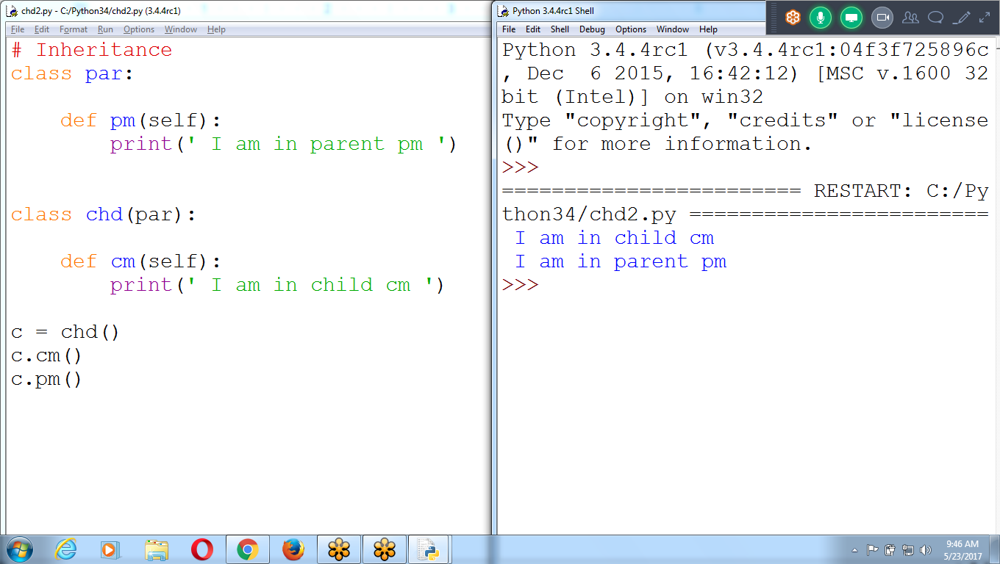 chd2.py - C:/Python34/chd2.py (3.4.4rc1)
File Edit Format Run Options Window Help
# Inheritance
class par:
def pm(self):
print(' I am in parent pm ')
class chd(par):
def cm(self):
print(' I am in child cm ')
c = chd()
c.cm()
c.pm()
Python 3.4.4rc1 Shell
File Edit Shell Debug Options Window Help
Python 3.4.4rc1 (v3.4.4rc1:04f3f725896c
, Dec  6 2015, 16:42:12) [MSC v.1600 32
bit (Intel)] on win32
Type "copyright", "credits" or "license
()" for more information.
>>>
======================== RESTART: C:/Py
thon34/chd2.py ========================
I am in child cm
I am in parent pm
>>>
9:46 AM
5/23/2017